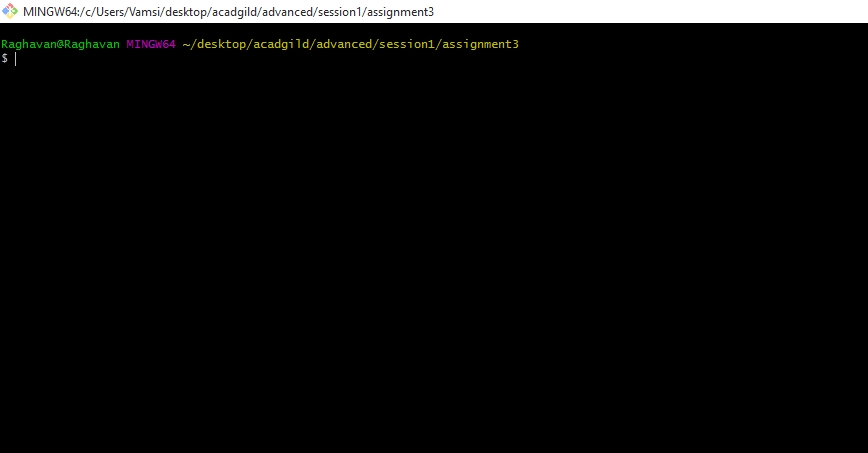 MINGW64:/c/Users/Vamsi/desktop/acadgild/advanced/session1/assignment3
Raghavan@Raghavan MINGW64 ~/desktop/acadgild/advanced/session1/assignment3
$